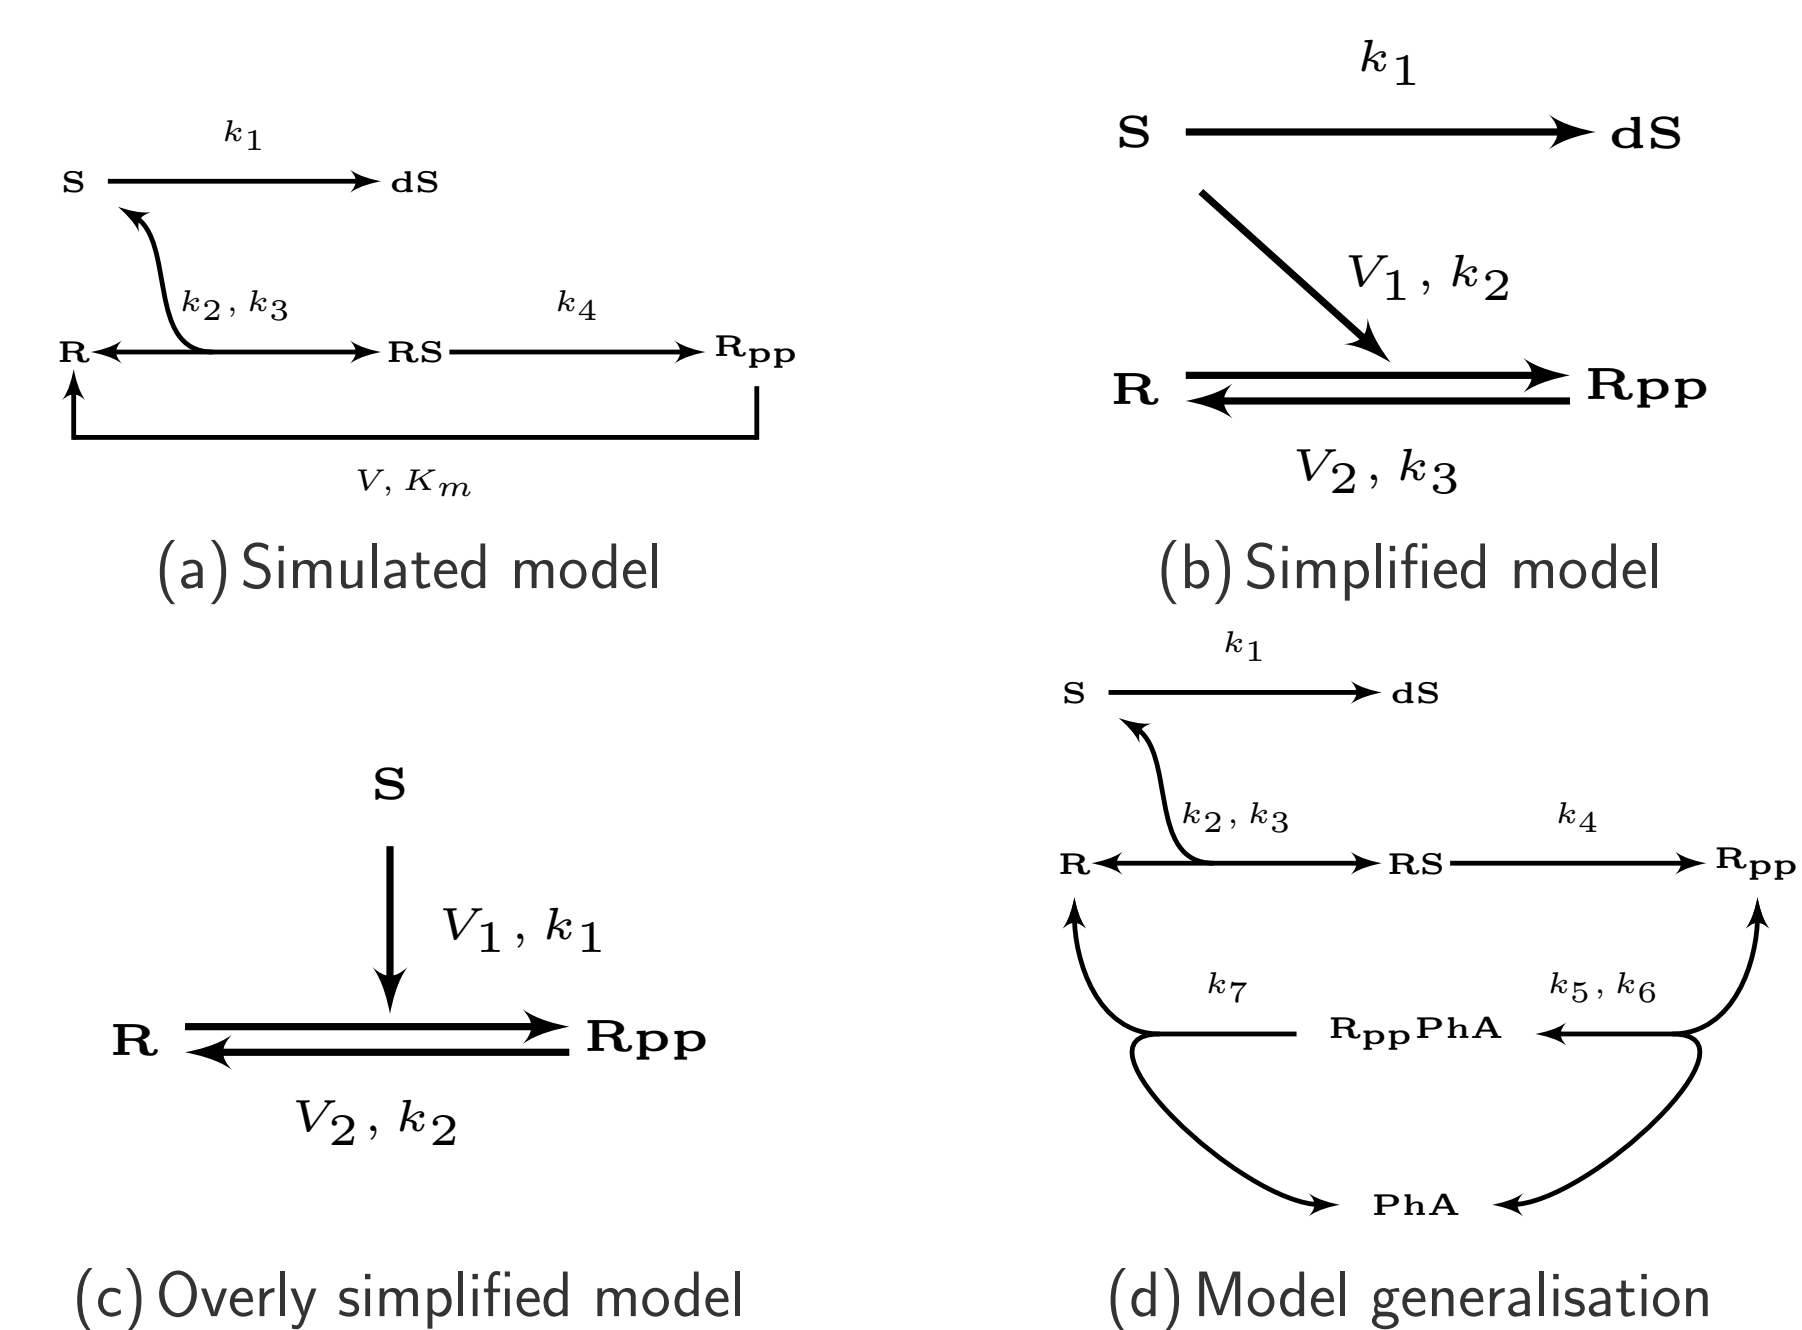 k1
S dS
k2, k3 k4
R RS Rpp
V, Km
(a) Simulated model
k1
S dS
V1, k2
R Rpp
V2, k3
(b) Simplified model
S
V1, k1
R Rpp
V2, k2
(c) Overly simplified model
k1
S dS
k2, k3 k4
R RS Rpp
k7 k5, k6
RppPhA
PhA
(d) Model generalisation